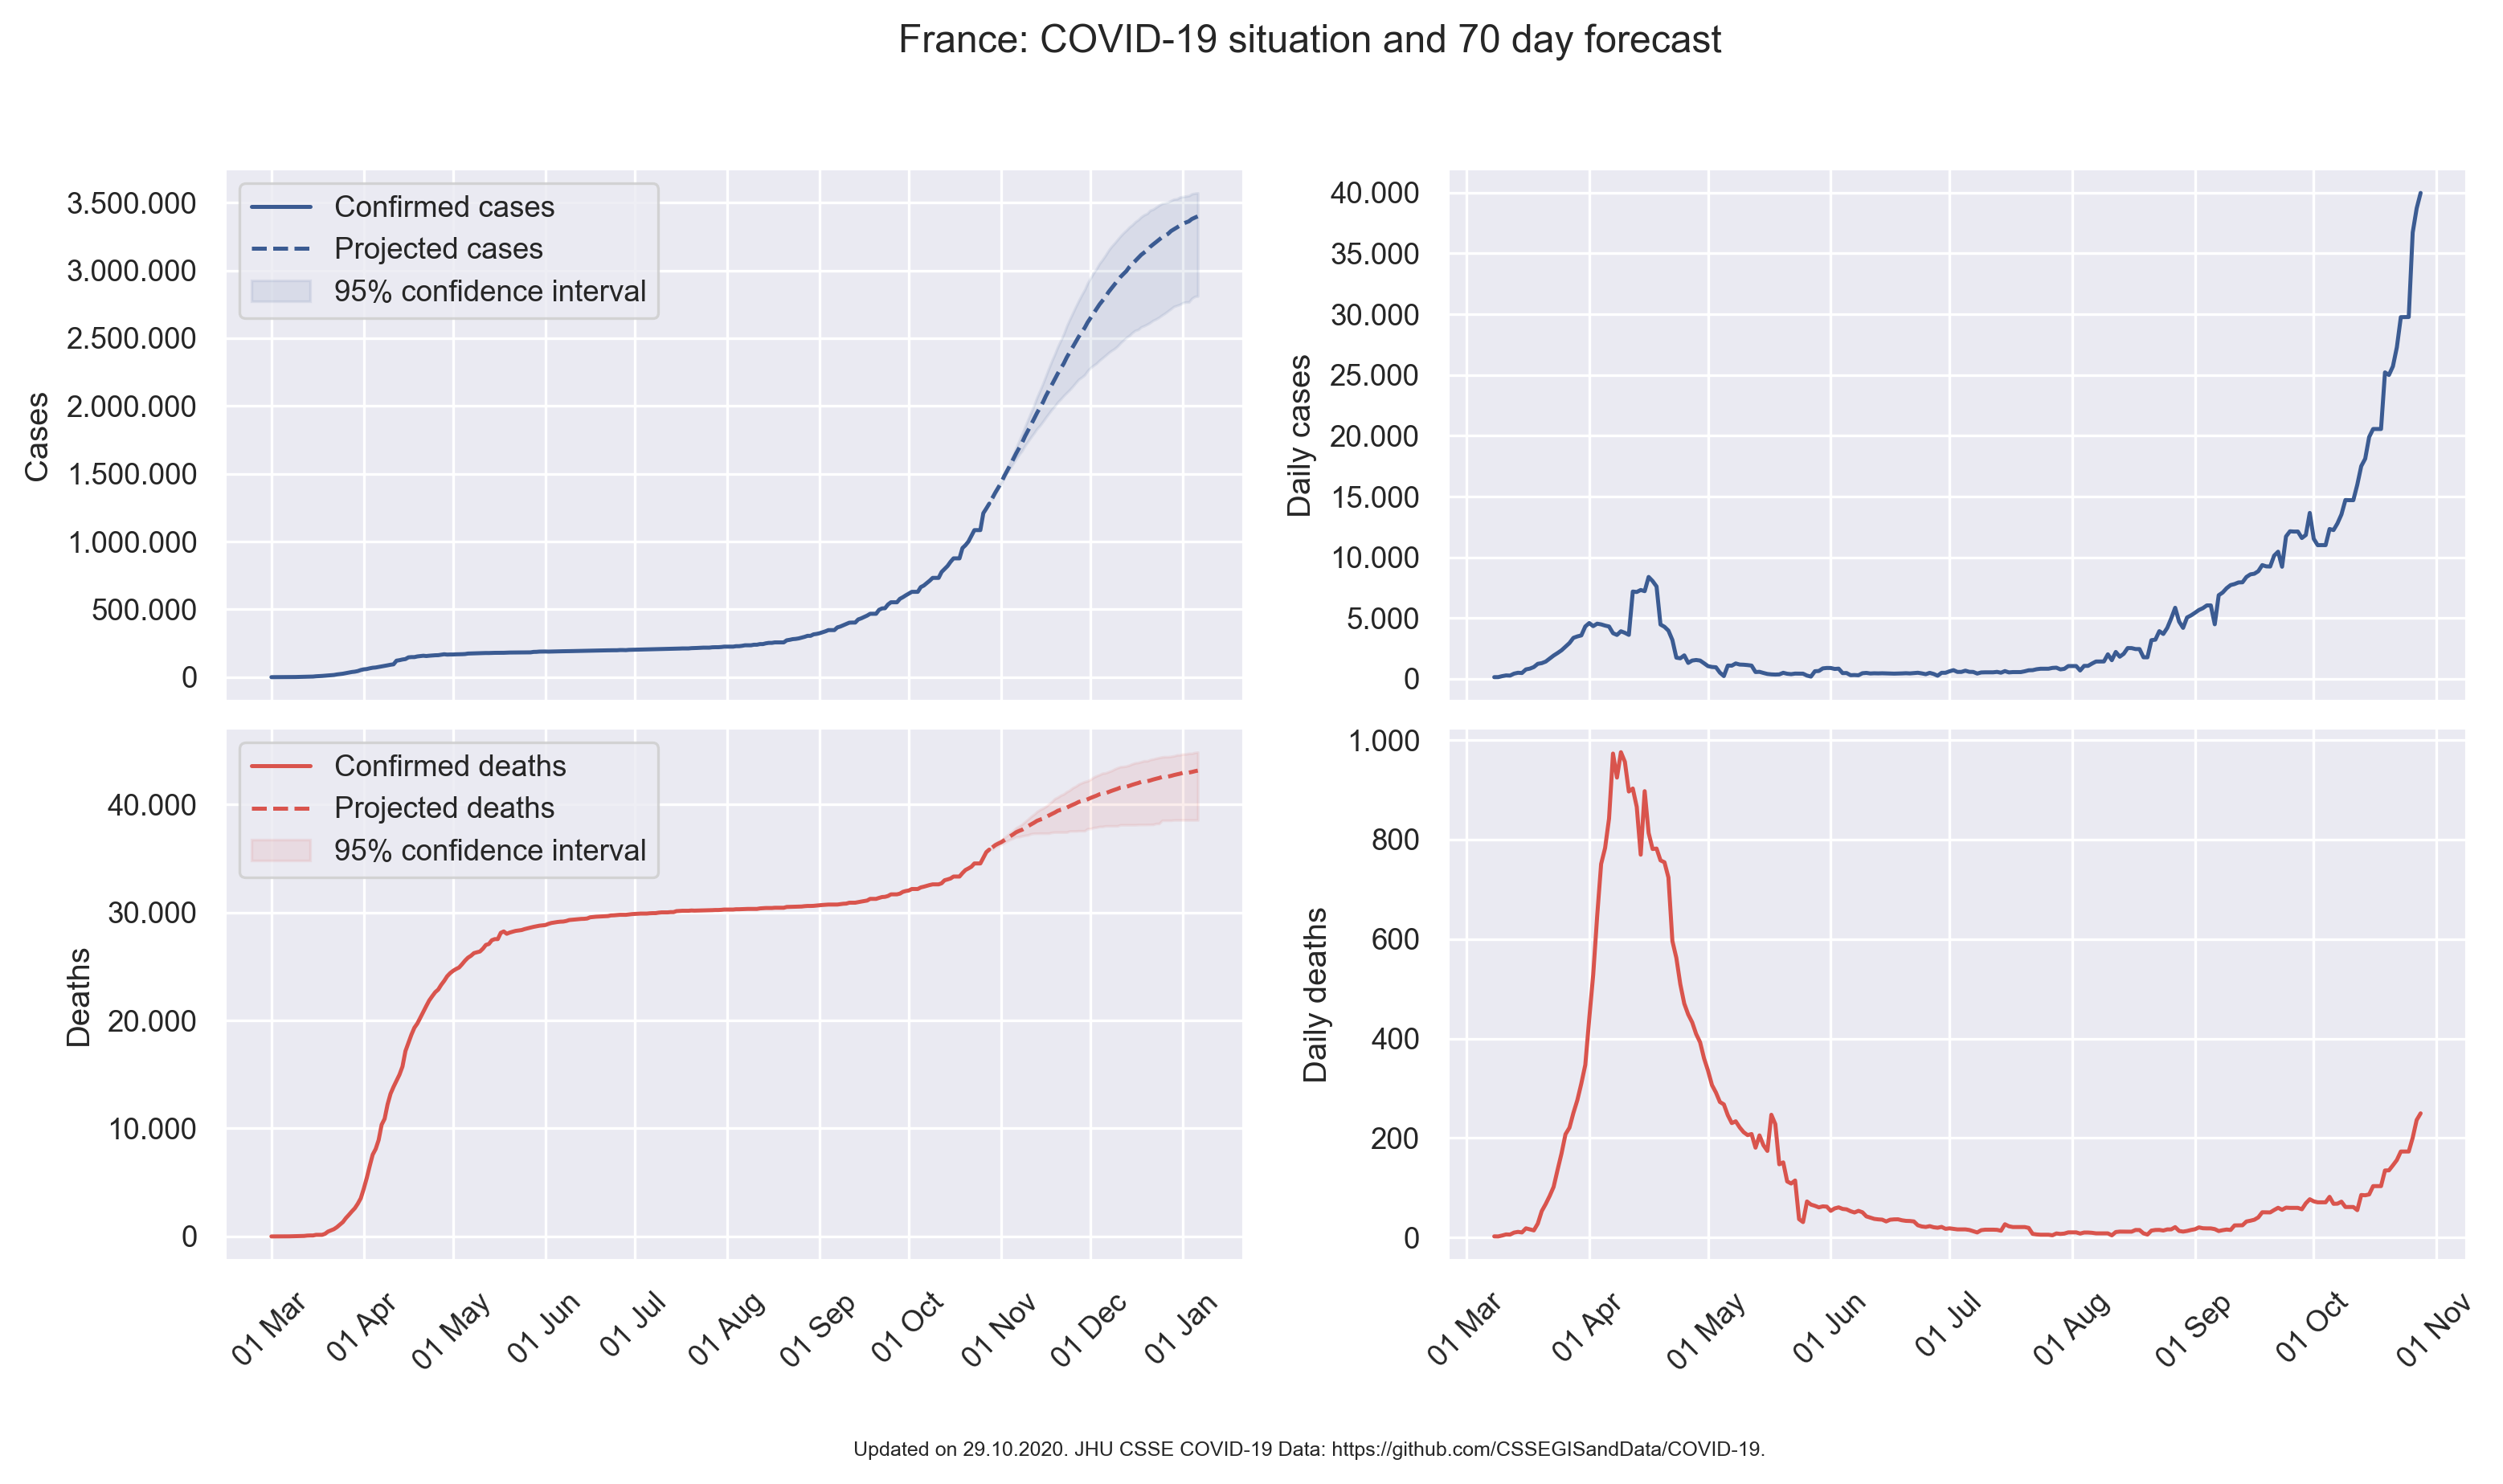 France: COVID-19 situation and 70 day forecast
Cases
3.500.000
3.000.000
2.500.000
2.000.000
1.500.000
1.000.000
500.000
0
Confirmed cases
Projected cases
95% confidence interval
Daily cases
40.000
35.000
30.000
25.000
20.000
15.000
10.000
5.000
0
Deaths
40.000
30.000
20.000
10.000
0
Confirmed deaths
Projected deaths
95% confidence interval
01 Mar
01 Apr
01 May
01 Jun
01 Jul
01 Aug
01 Sep
01 Oct
01 Nov
01 Dec
01 Jan
Daily deaths
1.000
800
600
400
200
0
01 Mar
01 Apr
01 May
01 Jun
01 Jul
01 Aug
01 Sep
01 Oct
01 Nov
Updated on 29.10.2020. JHU CSSE COVID-19 Data: https://github.com/CSSEGISandData/COVID-19.